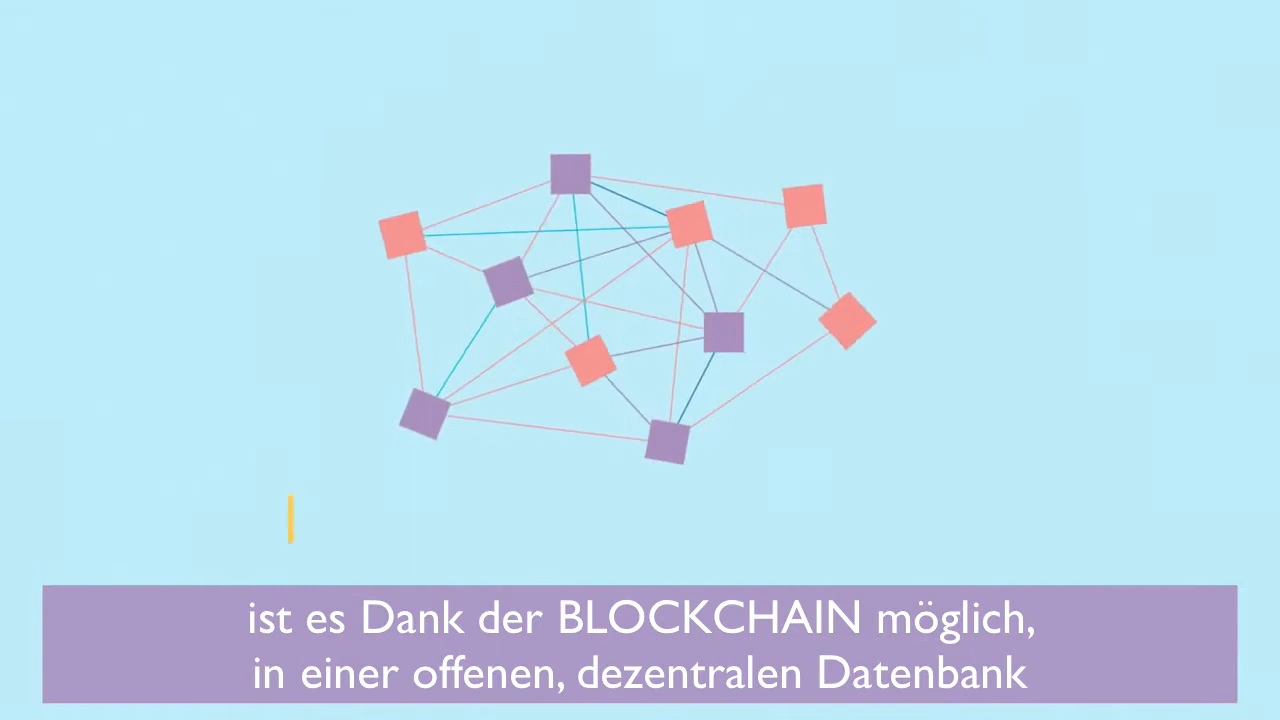 ist es Dank der BLOCKCHAIN möglich,
in einer offenen, dezentralen Datenbank